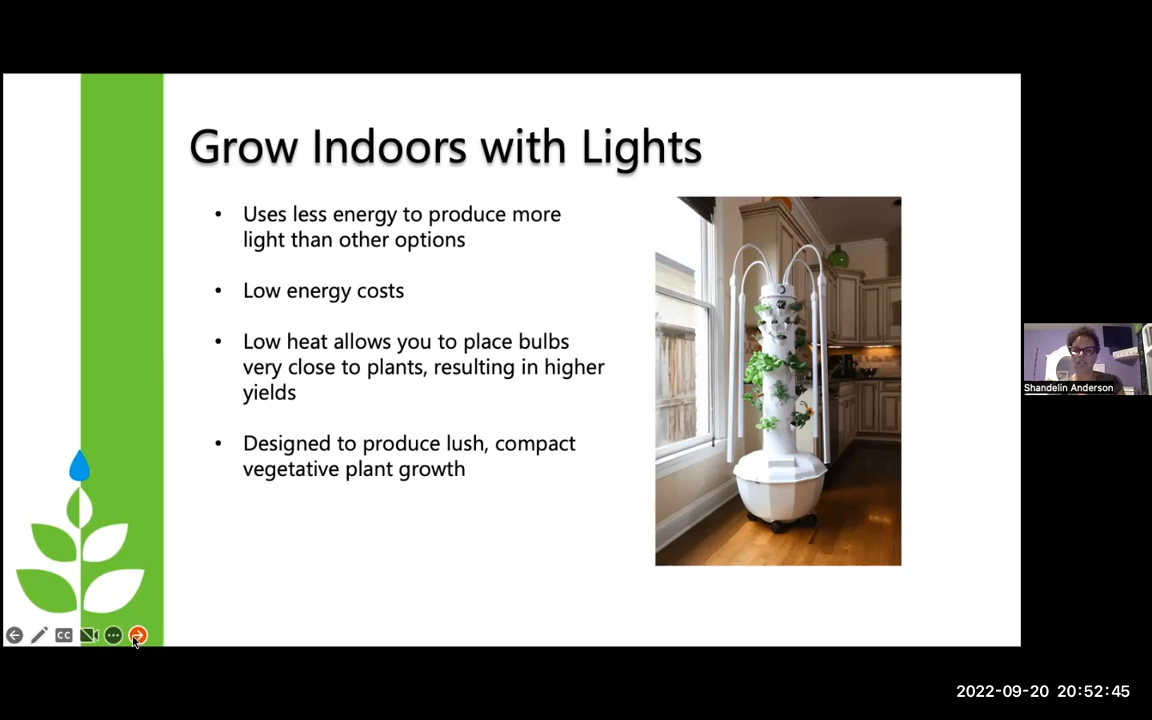 Grow Indoors with Lights
• Uses less energy to produce more
light than other options
• Low energy costs
• Low heat allows you to place bulbs
very close to plants, resulting in higher
yields
• Designed to produce lush, compact
vegetative plant growth
Shandelin Anderson
CC
2022-09-20 20:52:45